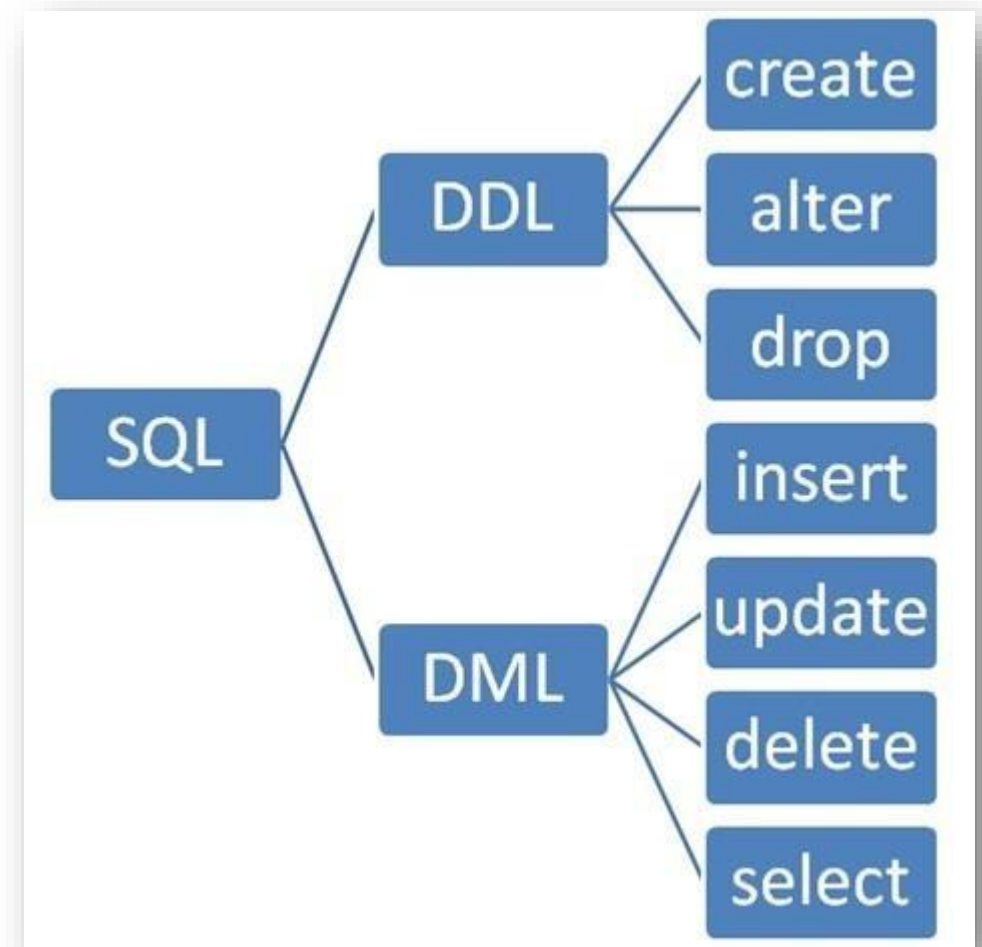 SQL
DDL
create
alter
drop
DML
insert
update
delete
select